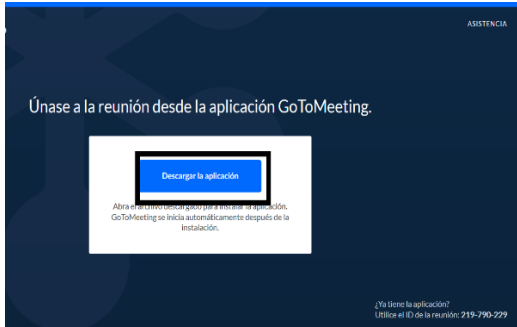 ASISTENCIA
Únase a la reunión desde la aplicación GoToMeeting.
Descargar la aplicación
Abra el archivo descargado para instalar la aplicación.
GoToMeeting se inicia automáticamente después de la
instalación.
¿Ya tiene la aplicación?
Utilice el ID de la reunión: 219-790-229